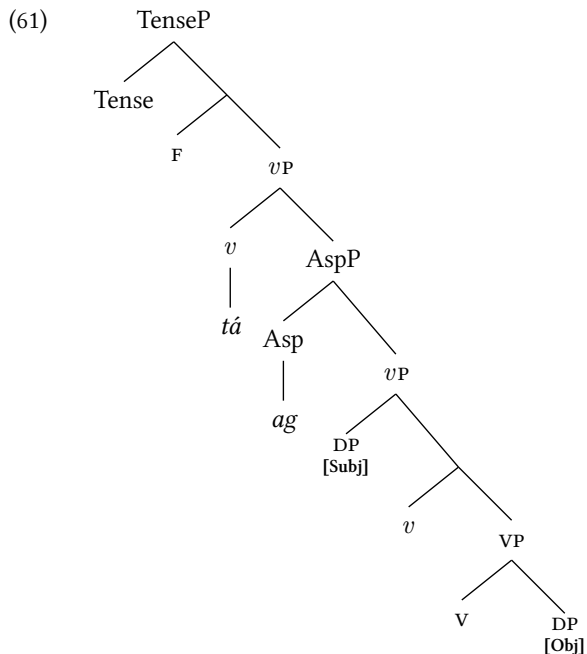 (61)
TenseP
Tense
F
vP
v
AspP
tá
Asp
vP
ag
DP
[Subj]
v
VP
V
DP
[Obj]